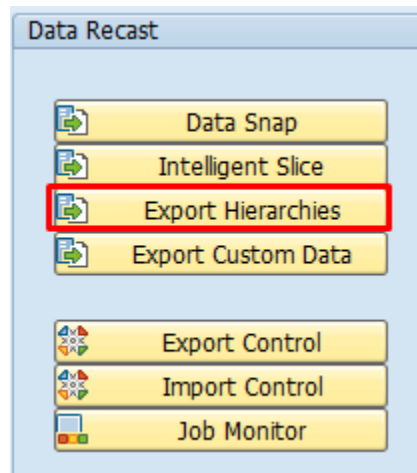 Data Recast
Data Snap
Intelligent Slice
Export Hierarchies
Export Custom Data
Export Control
Import Control
Job Monitor